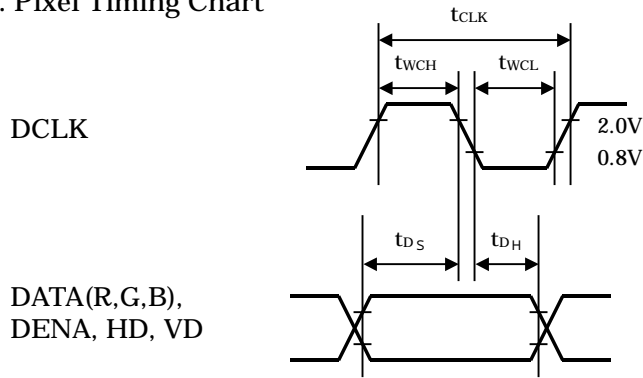 . Pixel Timing Chart
tCLK
tWCH tWCL
DCLK
2.0V
0.8V
tDS tDH
DATA(R,G,B),
DENA, HD, VD